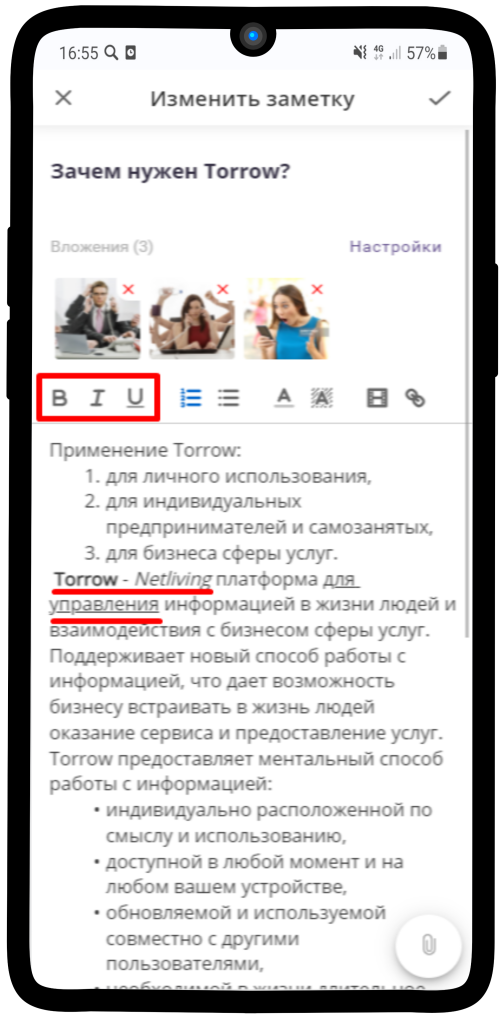 16:55
4G
57%
Изменить заметку
Зачем нужен Torrow?
Вложения (3)
Настройки
B I U A A
Применение Torrow:
1. для личного использования,
2. для индивидуальных
предпринимателей и самозанятых,
3. для бизнеса сферы услуг.
Torrow - Netliving платформа для
управления информацией в жизни людей и
взаимодействия с бизнесом сферы услуг.
Поддерживает новый способ работы с
информацией, что дает возможность
бизнесу встраивать в жизнь людей
оказание сервиса и предоставление услуг.
Torrow предоставляет ментальный способ
работы с информацией:
• индивидуально расположенной по
смыслу и использованию,
• доступной в любой момент и на
любом вашем устройстве,
• обновляемой и используемой
совместно с другими
пользователями,
• необходимой в жизни длительное